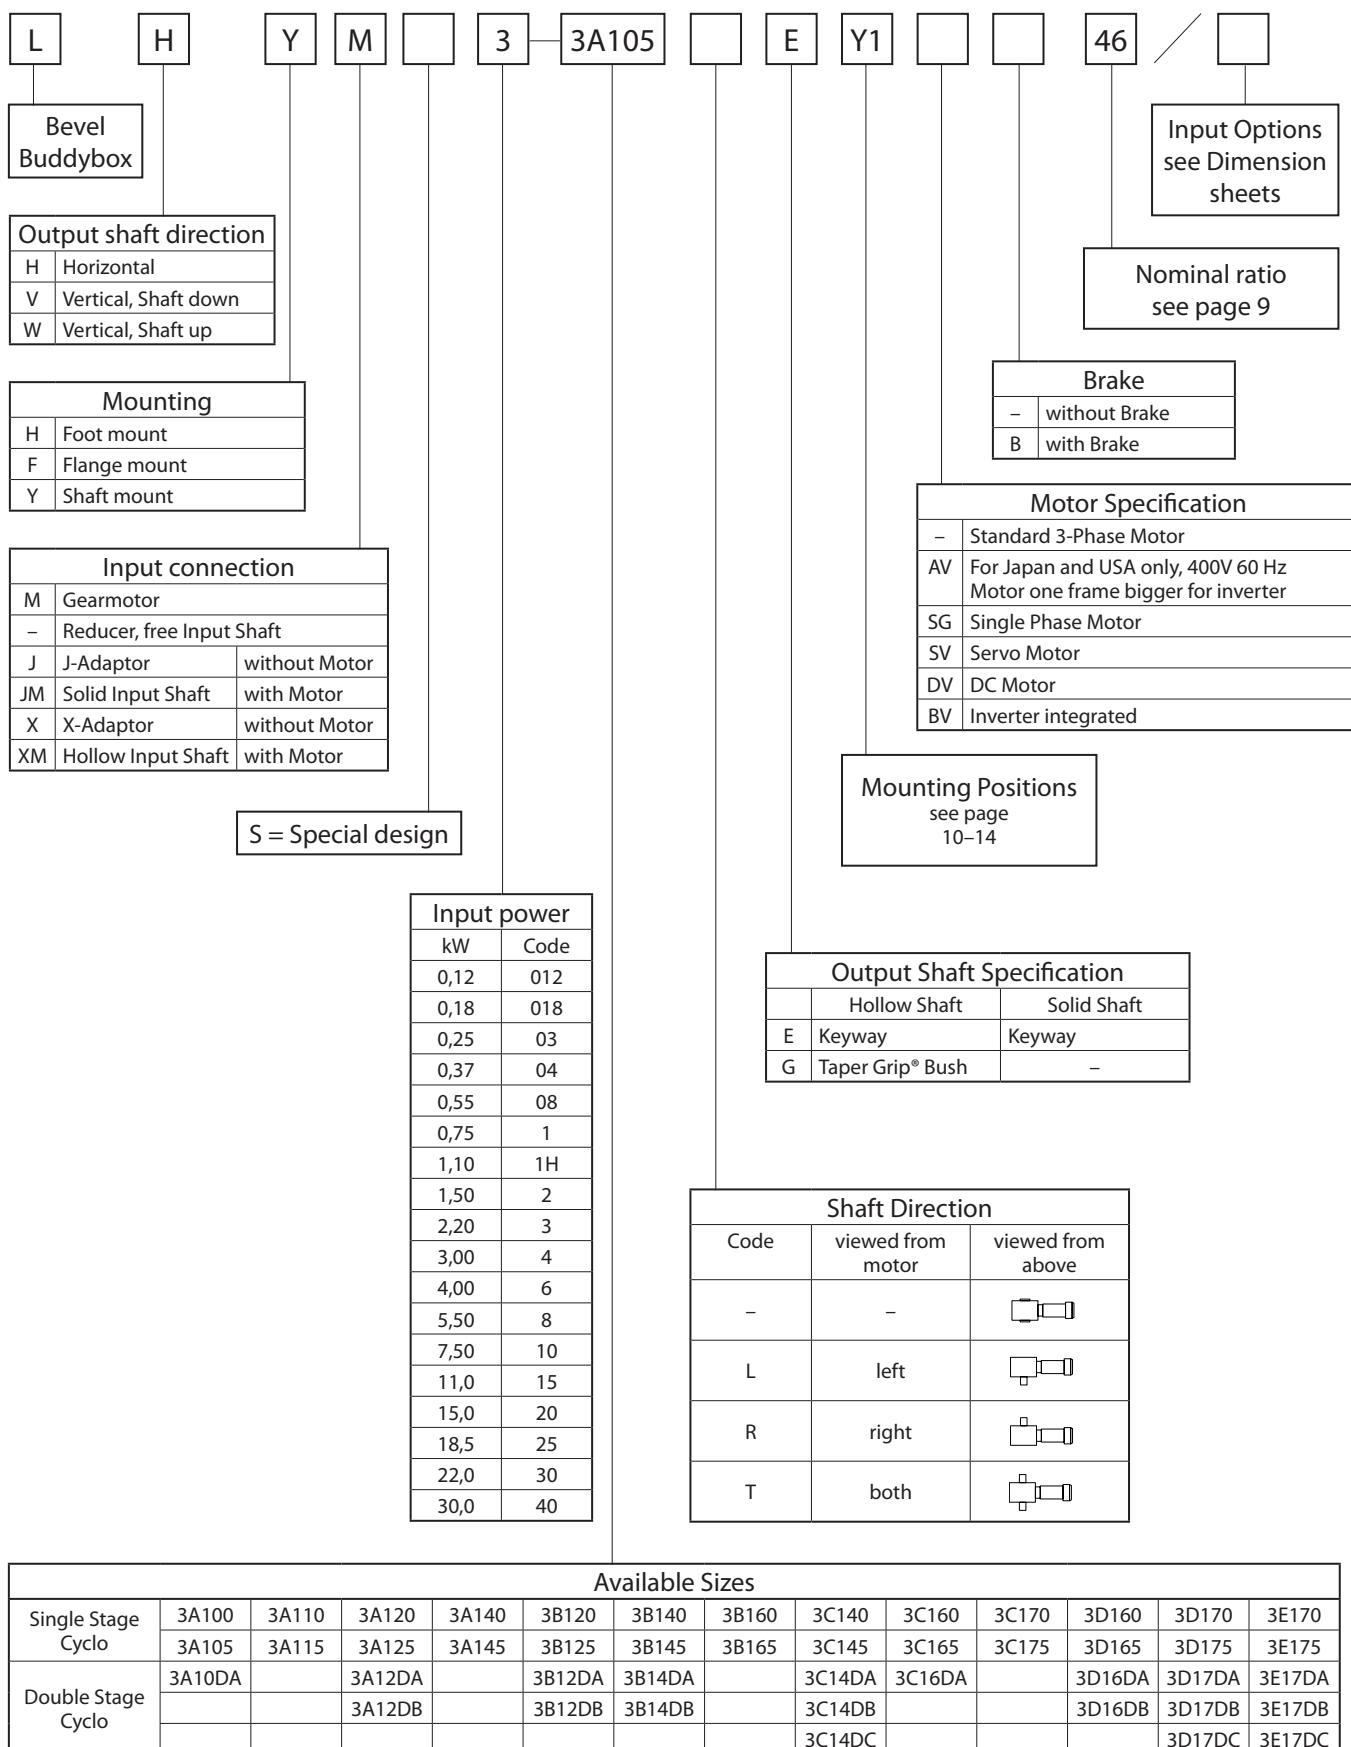 L H Y M 3 3A105 E Y1 46
Bevel
Buddybox
Input Options
see Dimension
sheets
Output shaft direction
H Horizontal
V Vertical, Shaft down
W Vertical, Shaft up
Nominal ratio
see page 9
Brake
– without Brake
B with Brake
Mounting
H Foot mount
F Flange mount
Y Shaft mount
Motor Specification
– Standard 3-Phase Motor
AV For Japan and USA only, 400V 60 Hz
Motor one frame bigger for inverter
SG Single Phase Motor
SV Servo Motor
DV DC Motor
BV Inverter integrated
Input connection
M Gearmotor
– Reducer, free Input Shaft
J J-Adaptor without Motor
JM Solid Input Shaft with Motor
X X-Adaptor without Motor
XM Hollow Input Shaft with Motor
Mounting Positions
see page
10–14
S = Special design
Input power
kW Code
0,12 012
0,18 018
0,25 03
0,37 04
0,55 08
0,75 1
1,10 1H
1,50 2
2,20 3
3,00 4
4,00 6
5,50 8
7,50 10
11,0 15
15,0 20
18,5 25
22,0 30
30,0 40
Output Shaft Specification
Hollow Shaft Solid Shaft
E Keyway Keyway
G Taper Grip® Bush –
Shaft Direction
Code viewed from motor viewed from above
– –
L left
R right
T both
Available Sizes
Single Stage Cyclo
3A100 3A110 3A120 3A140 3B120 3B140 3B160 3C140 3C160 3C170 3D160 3D170 3E170
3A105 3A115 3A125 3A145 3B125 3B145 3B165 3C145 3C165 3C175 3D165 3D175 3E175
Double Stage Cyclo
3A10DA 3A12DA 3B12DA 3B14DA 3C14DA 3C16DA 3D16DA 3D17DA 3E17DA
3A12DB 3B12DB 3B14DB 3C14DB 3D16DB 3D17DB 3E17DB
3C14DC 3D17DC 3E17DC